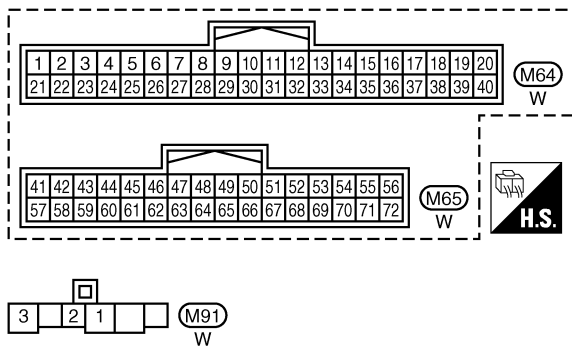 1 2 3 4 5 6 7 8 9 10 11 12 13 14 15 16 17 18 19 20
21 22 23 24 25 26 27 28 29 30 31 32 33 34 35 36 37 38 39 40
M64
W
41 42 43 44 45 46 47 48 49 50 51 52 53 54 55 56
57 58 59 60 61 62 63 64 65 66 67 68 69 70 71 72
M65
W
H.S.
3 2 1
M91
W